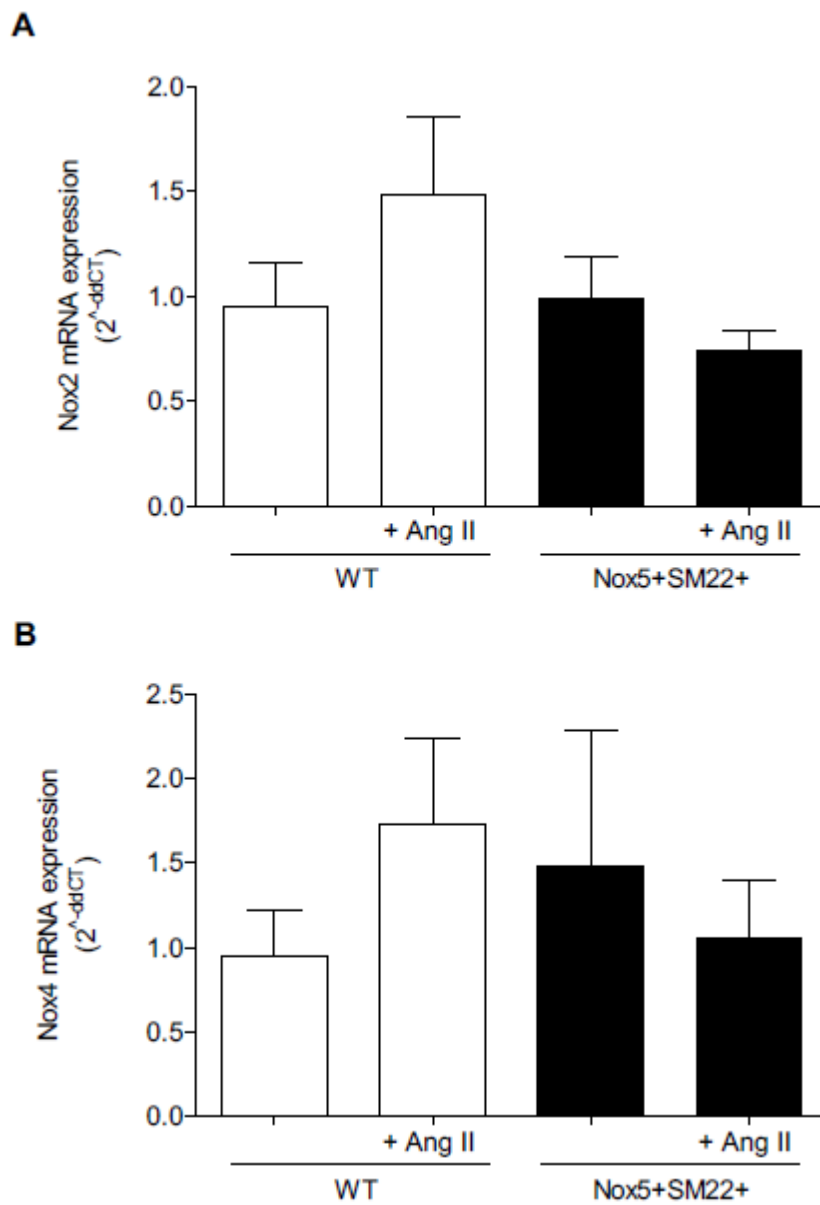 A
Nox2 mRNA expression
(2^-ddCT)
2.0
1.5
1.0
0.5
0.0
+ Ang II
+ Ang II
WT
Nox5+SM22+
B
Nox4 mRNA expression
(2^-ddCT)
2.5
2.0
1.5
1.0
0.5
0.0
+ Ang II
+ Ang II
WT
Nox5+SM22+